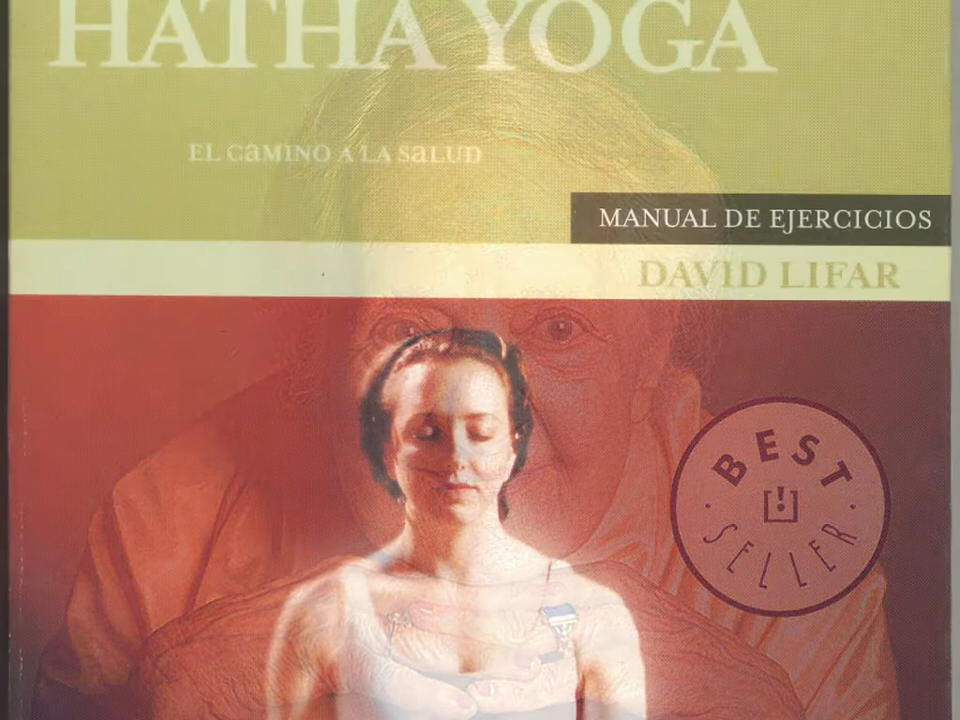 HATHA YOGA
EL CAMINO A LA SALUD
MANUAL DE EJERCICIOS
DAVID LIFAR
BEST
SELLER